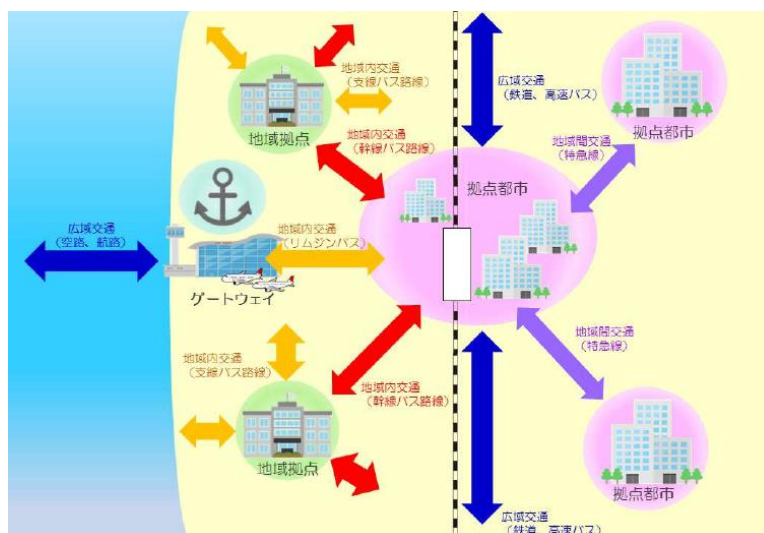 地域内交通
（支線バス路線）
地域拠点
地域内交通
（幹線バス路線）
広域交通
（鉄道、高速バス）
拠点都市
地域間交通
（特急線）
拠点都市
広域交通
（空路、航路）
地域内交通
（リムジンバス）
ゲートウェイ
地域間交通
（特急線）
地域内交通
（支線バス路線）
地域内交通
（幹線バス路線）
地域拠点
拠点都市
広域交通
（鉄道、高速バス）